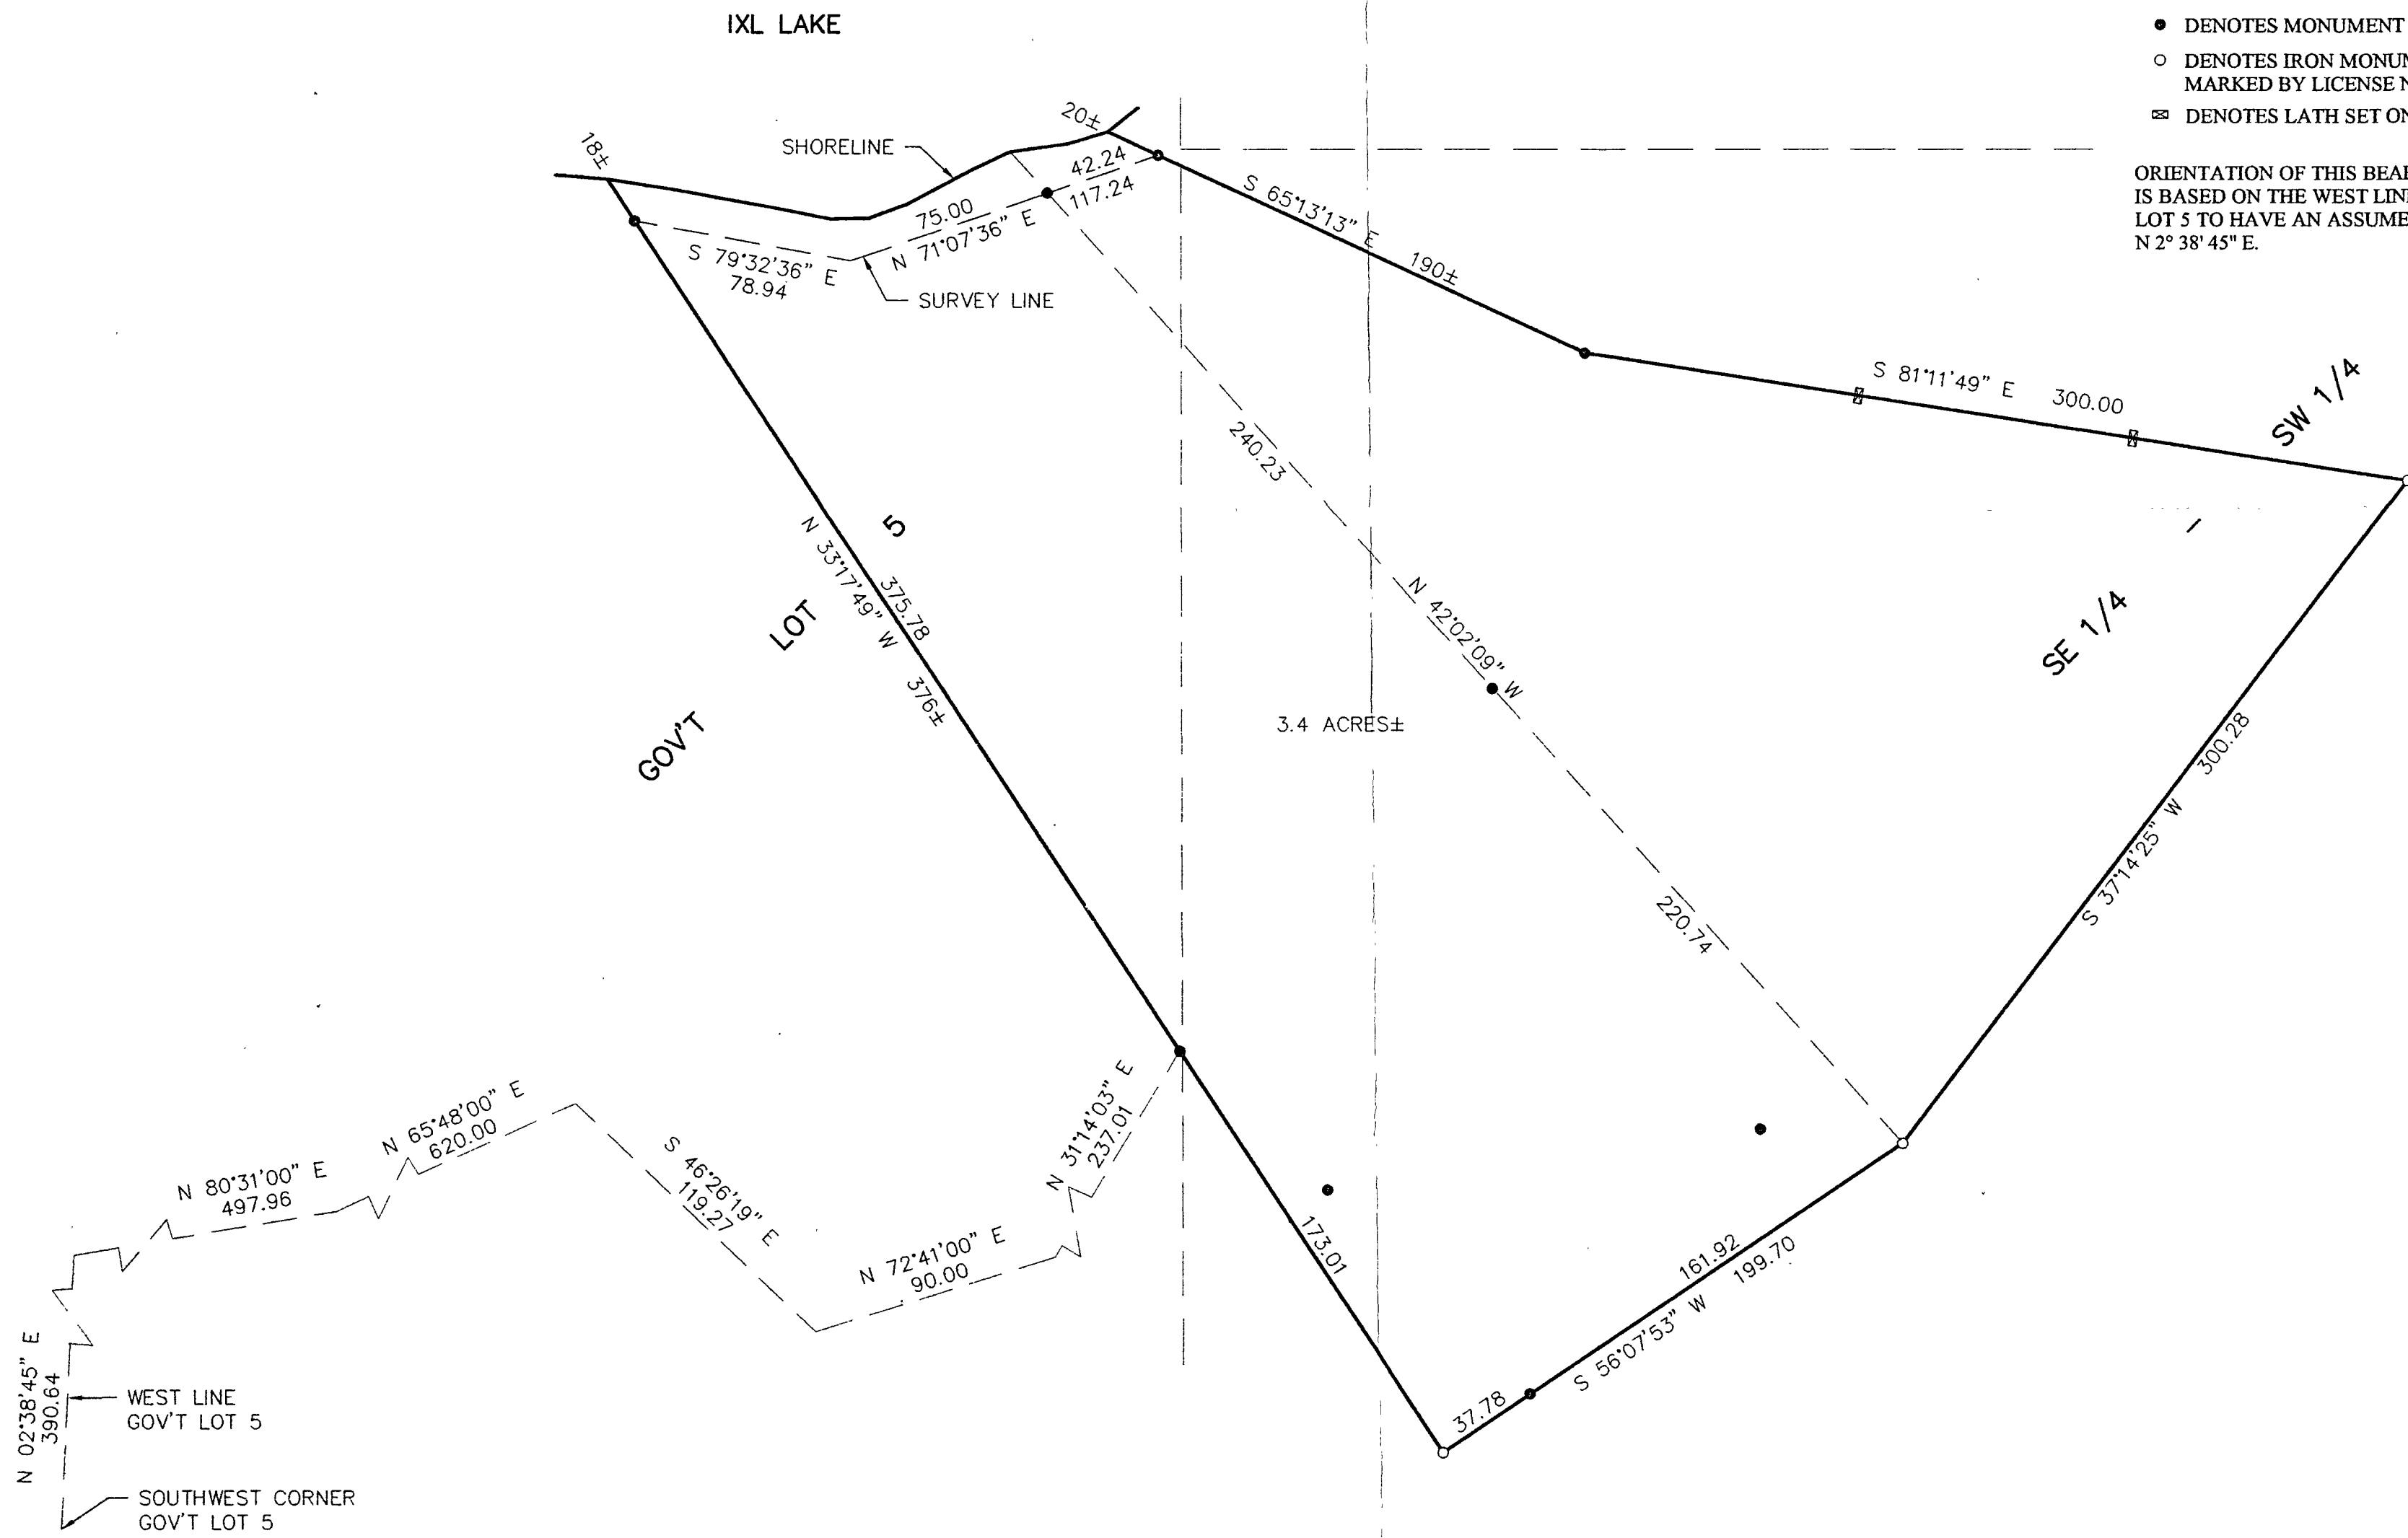 IXL LAKE
● DENOTES MONUMENT
○ DENOTES IRON
MARKED BY LICENSE
DENOTES LATH SET
ORIENTATION OF THIS
IS BASED ON THE WEST
LOT 5 TO HAVE AN
N 2° 38' 45" E.
18±
SHORELINE
20±
42.24
117.24
75.00
N 71°07'36" E
S 79°32'36" E
78.94
SURVEY LINE
S 65°13'13" E
190±
S 81°11'49" E 300.00
SW 1/4
SE 1/4
240.23
N 42°02'09" W
220.74
GOV'T LOT 5
N 33°17'49" W
375.78
376±
3.4 ACRES±
S 37°14'25" W 300.28
173.01
161.92
S 56°07'53" W 199.70
37.78
N 31°14'03" E
237.01
N 72°41'00" E
90.00
S 46°26'19" E
119.27
N 65°48'00" E
620.00
N 80°31'00" E
497.96
N 02°38'45" E
390.64
WEST LINE
GOV'T LOT 5
SOUTHWEST CORNER
GOV'T LOT 5